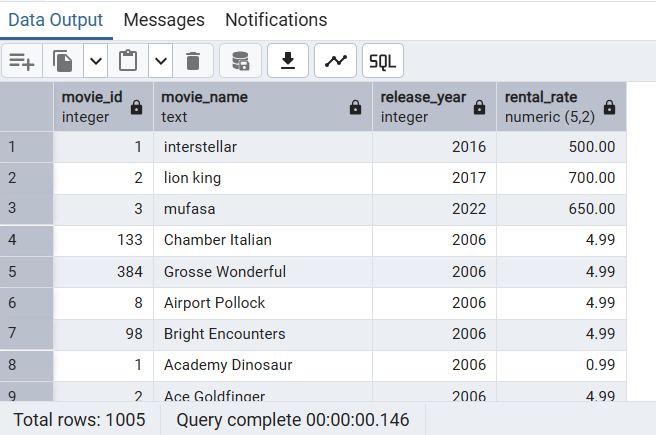 Data Output Messages Notifications
SQL
movie_id movie_name release_year rental_rate
integer text integer numeric (5,2)
1 1 interstellar 2016 500.00
2 2 lion king 2017 700.00
3 3 mufasa 2022 650.00
4 133 Chamber Italian 2006 4.99
5 384 Grosse Wonderful 2006 4.99
6 8 Airport Pollock 2006 4.99
7 98 Bright Encounters 2006 4.99
8 1 Academy Dinosaur 2006 0.99
9 2 Ace Goldfinger 2006 4.99
Total rows: 1005 Query complete 00:00:00.146